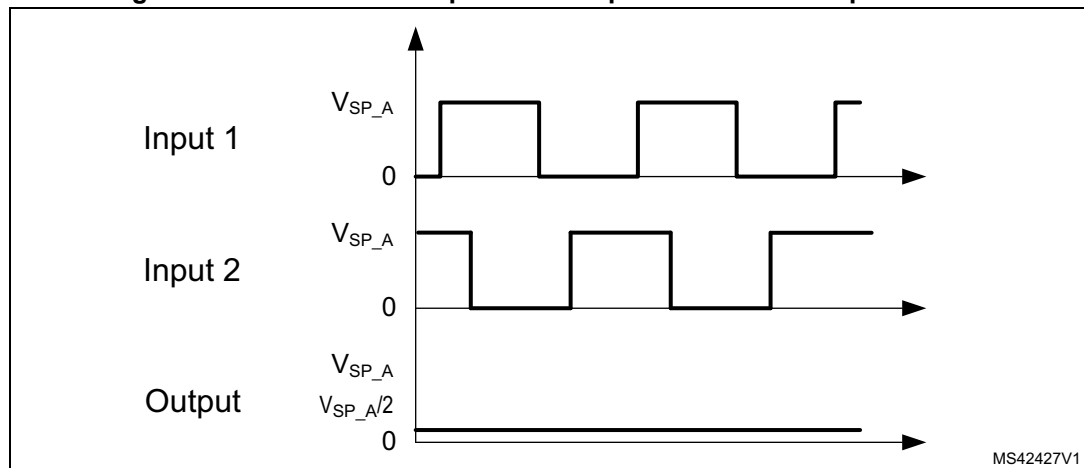 V_SP_A
Input 1
0
V_SP_A
Input 2
0
V_SP_A
Output
V_SP_A/2
0
MS42427V1